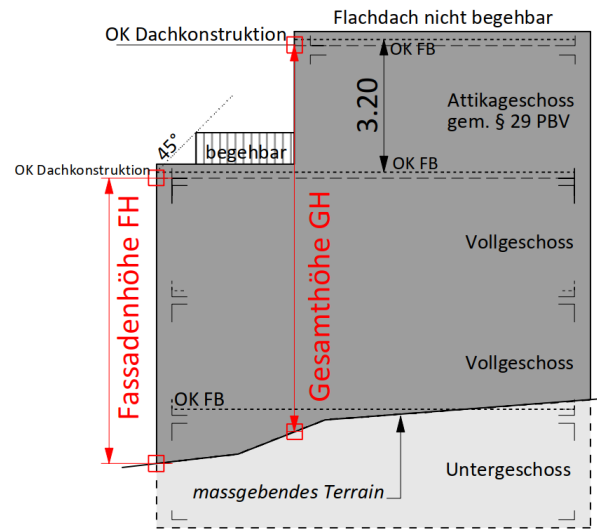 Flachdach nicht begehbar
OK Dachkonstruktion
OK FB
3.20
Attikageschoss
gem. § 29 PBV
45°
begehbar
OK FB
OK Dachkonstruktion
Fassadenhöhe FH
Gesamthöhe GH
Vollgeschoss
Vollgeschoss
OK FB
Untergeschoss
massgebendes Terrain